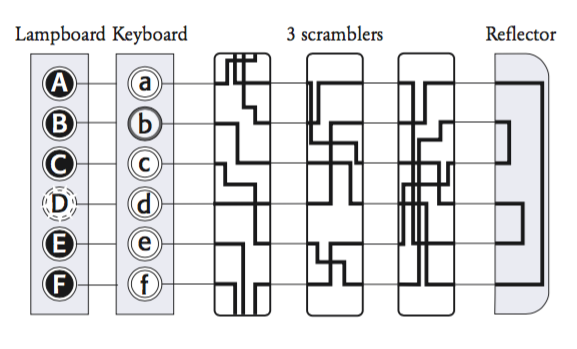 Lampboard Keyboard 3 scramblers Reflector
A a
B b
C c
D d
E e
F f